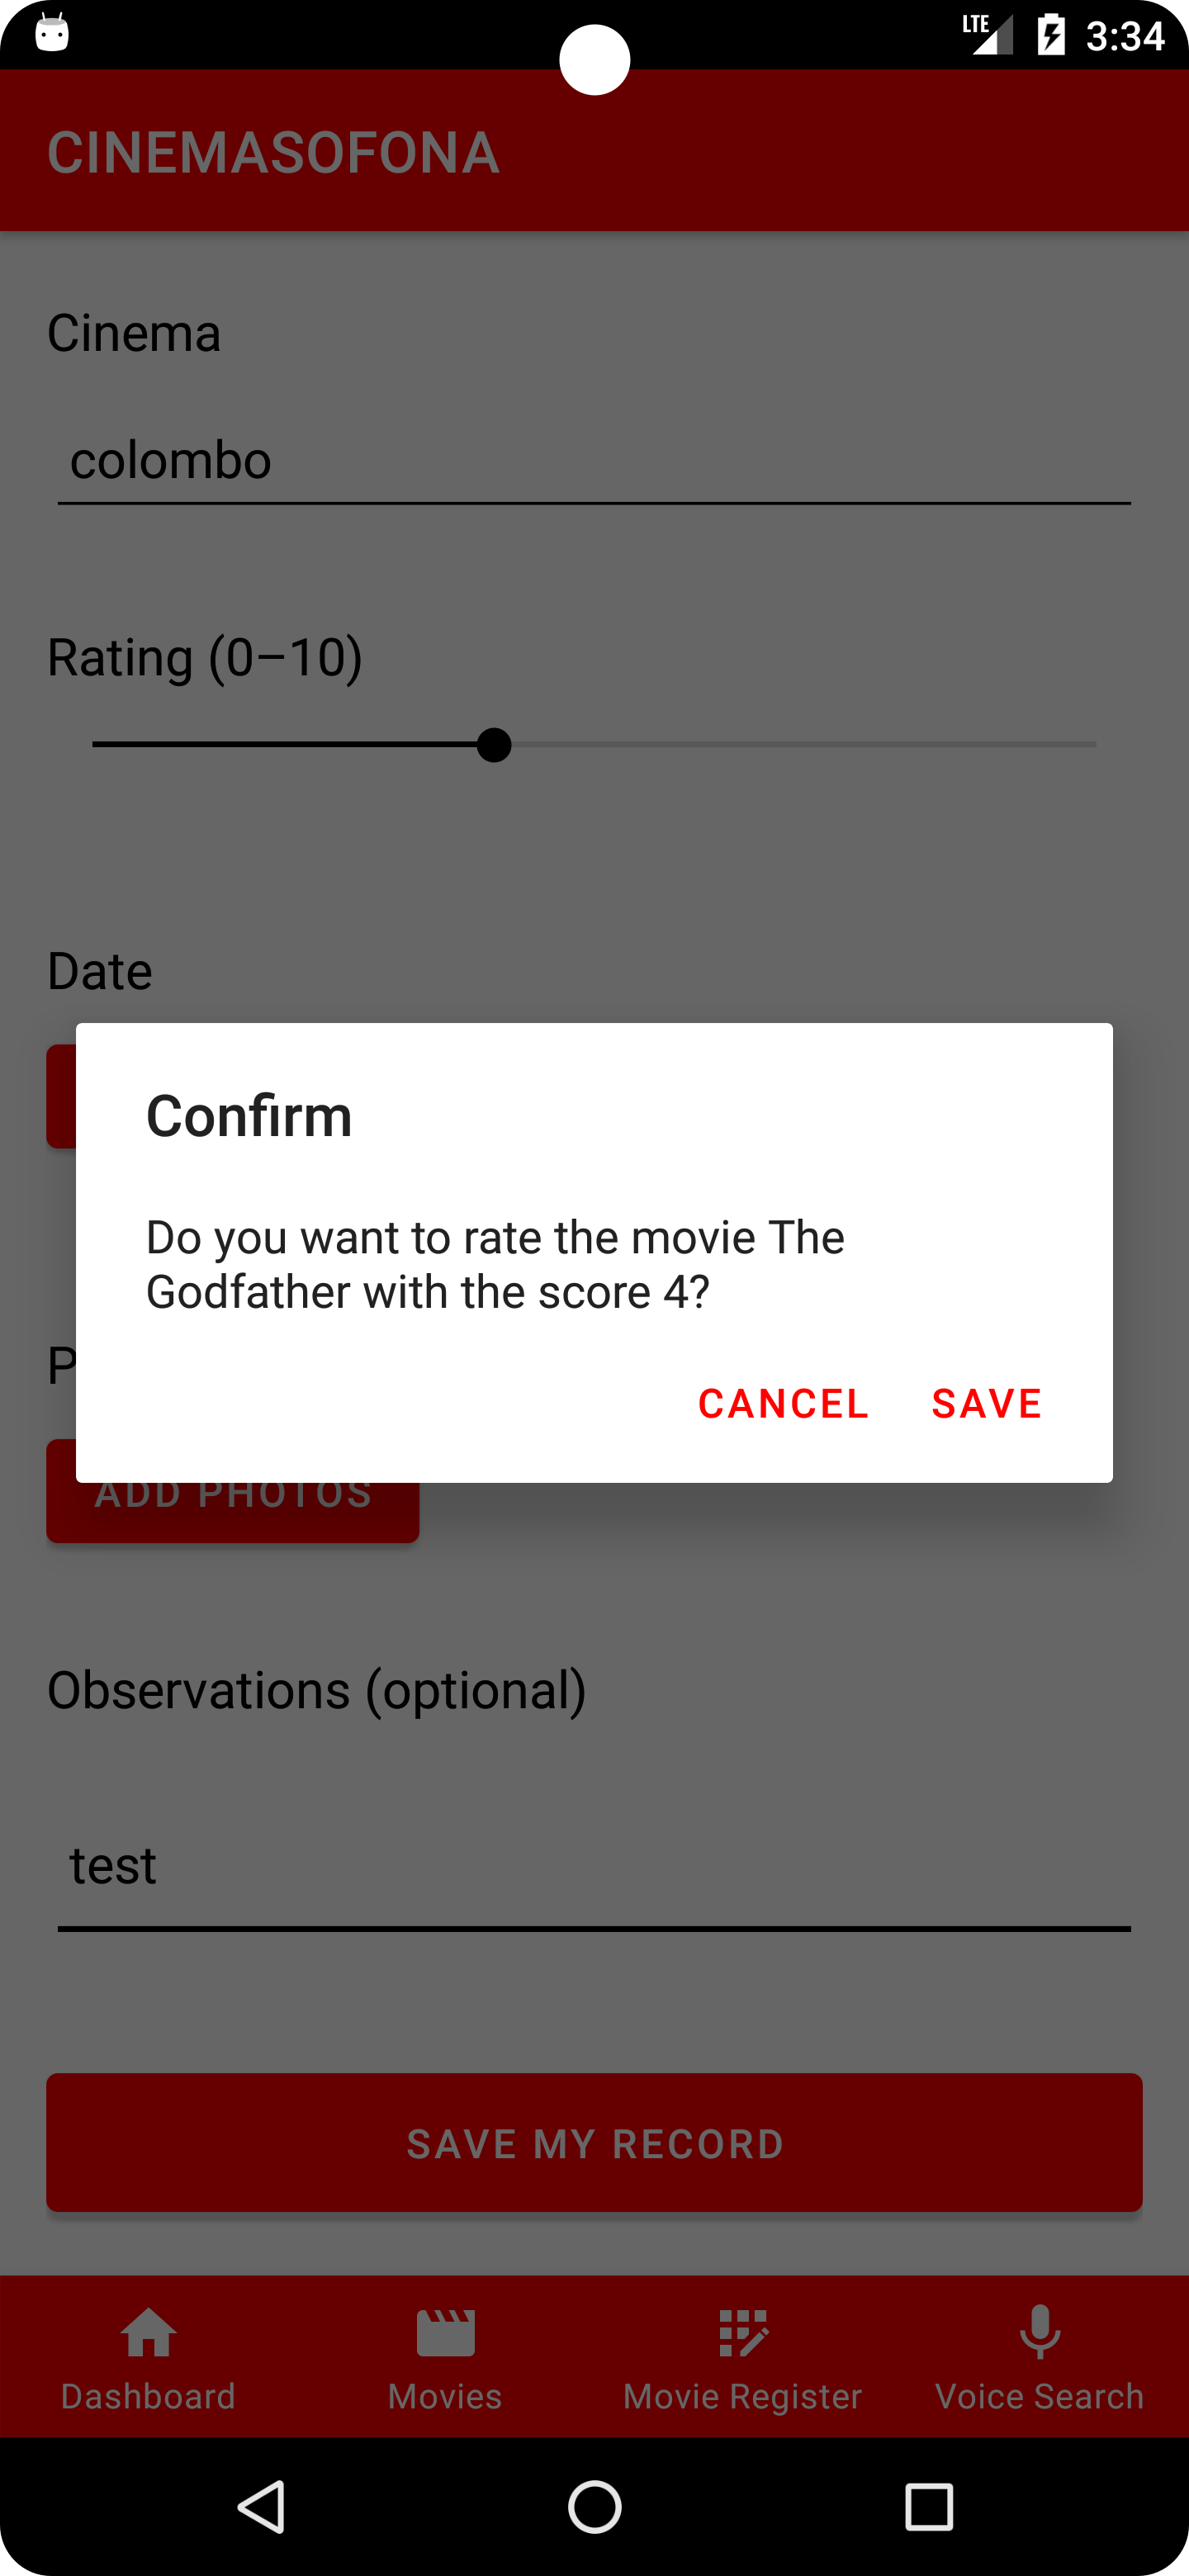 LTE 3:34
CINEMASOFONA
Cinema
colombo
Rating (0–10)
Date
Confirm
Do you want to rate the movie The
Godfather with the score 4?
P
CANCEL SAVE
ADD PHOTOS
Observations (optional)
test
SAVE MY RECORD
Dashboard Movies Movie Register Voice Search